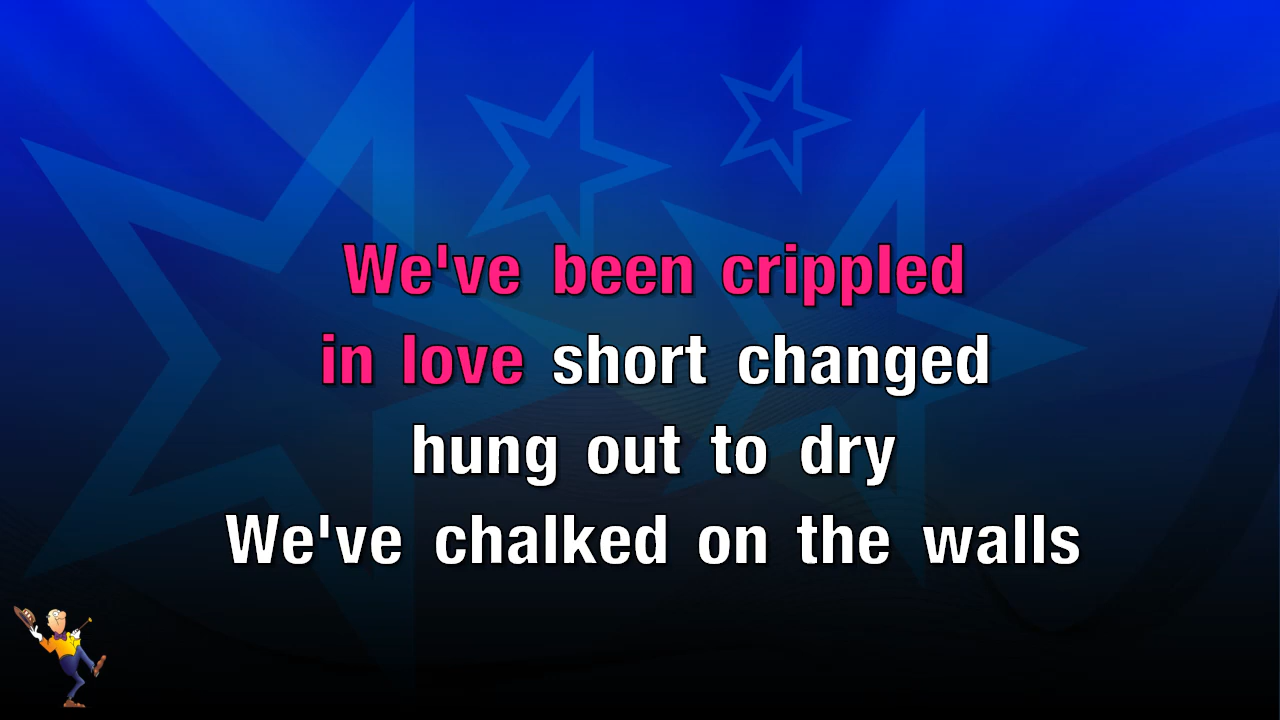 We've been crippled
in love short changed
hung out to dry
We've chalked on the walls